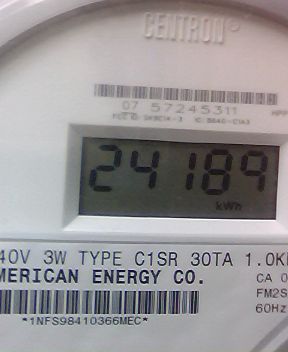 CENTRON
07 57245311
24189
kWh
40V 3W TYPE C1SR 30TA 1.0K
MERICAN ENERGY CO.
CA 0
FM2S
60Hz
*1NFS98410366MEC*